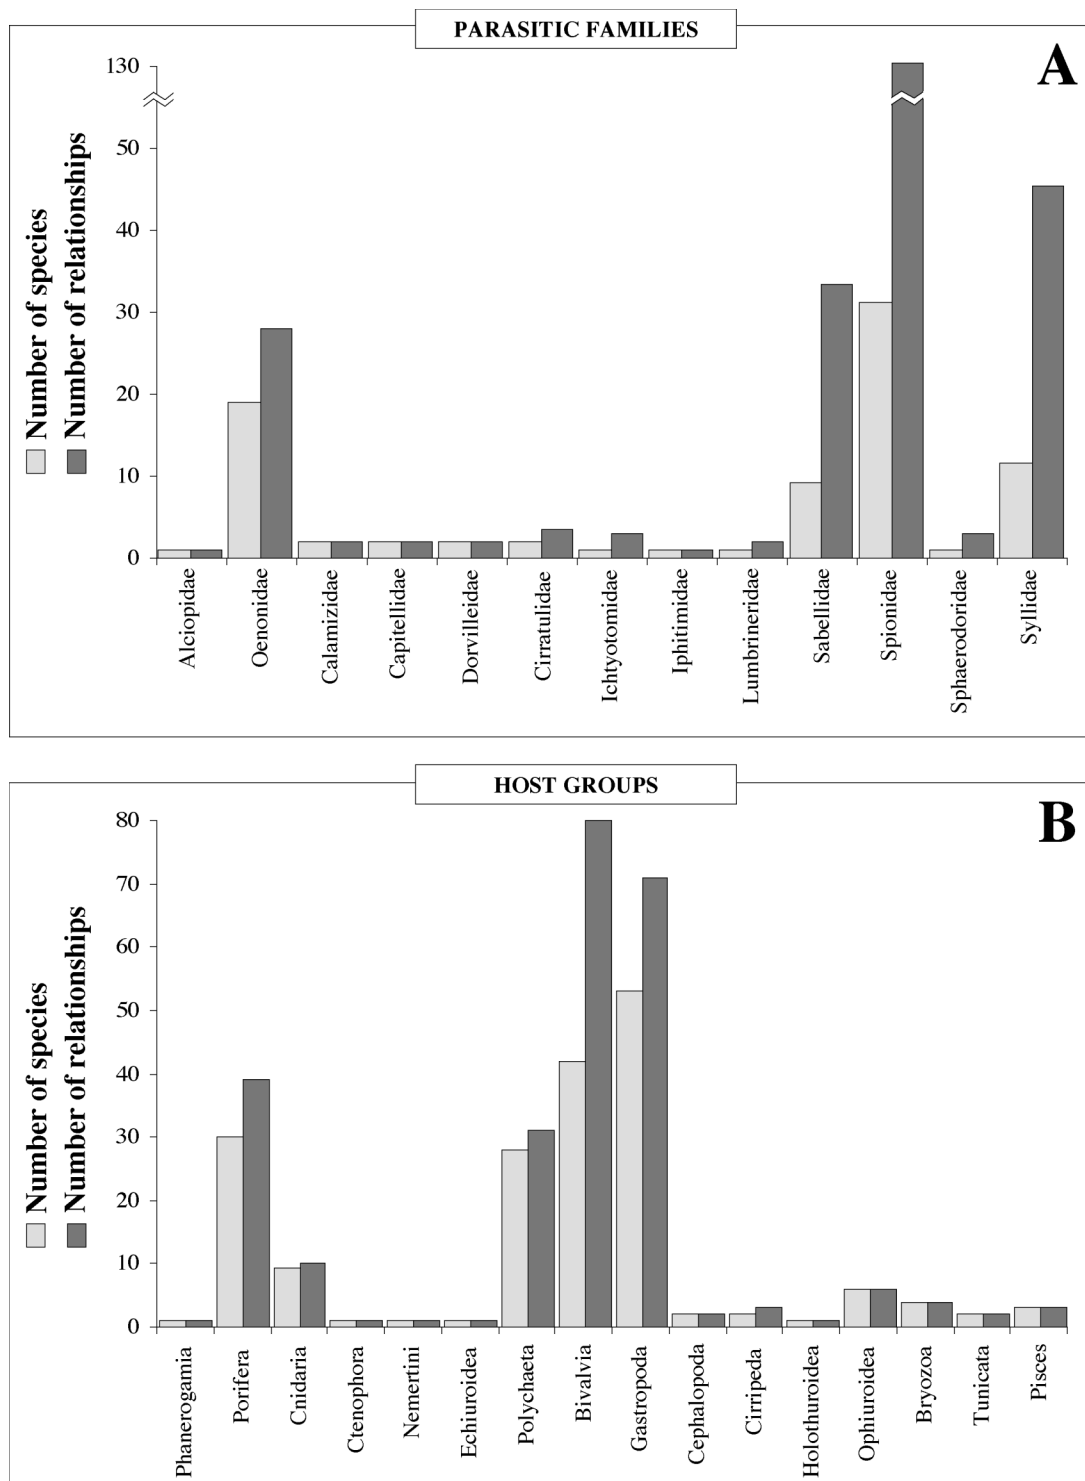 PARASITIC FAMILIES
A
Number of species
Number of relationships
130
50
40
30
20
10
0
Alciopidae
Oenonidae
Calamizidae
Capitellidae
Dorvilleidae
Cirratulidae
Ichtyotomidae
Iphitimidae
Lumbrineridae
Sabellidae
Spionidae
Sphaerodoridae
Syllidae
HOST GROUPS
B
Number of species
Number of relationships
80
70
60
50
40
30
20
10
0
Phanerogamia
Porifera
Cnidaria
Ctenophora
Nemertini
Echiuroidea
Polychaeta
Bivalvia
Gastropoda
Cephalopoda
Cirripeda
Holothuroidea
Ophiuroidea
Bryozoa
Tunicata
Pisces